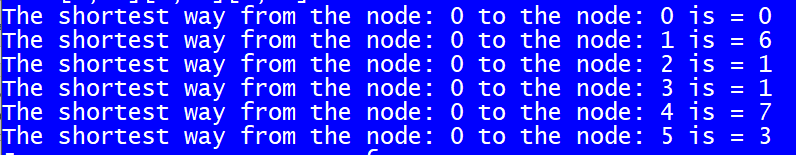 The shortest way from the node: 0 to the node: 0 is = 0
The shortest way from the node: 0 to the node: 1 is = 6
The shortest way from the node: 0 to the node: 2 is = 1
The shortest way from the node: 0 to the node: 3 is = 1
The shortest way from the node: 0 to the node: 4 is = 7
The shortest way from the node: 0 to the node: 5 is = 3